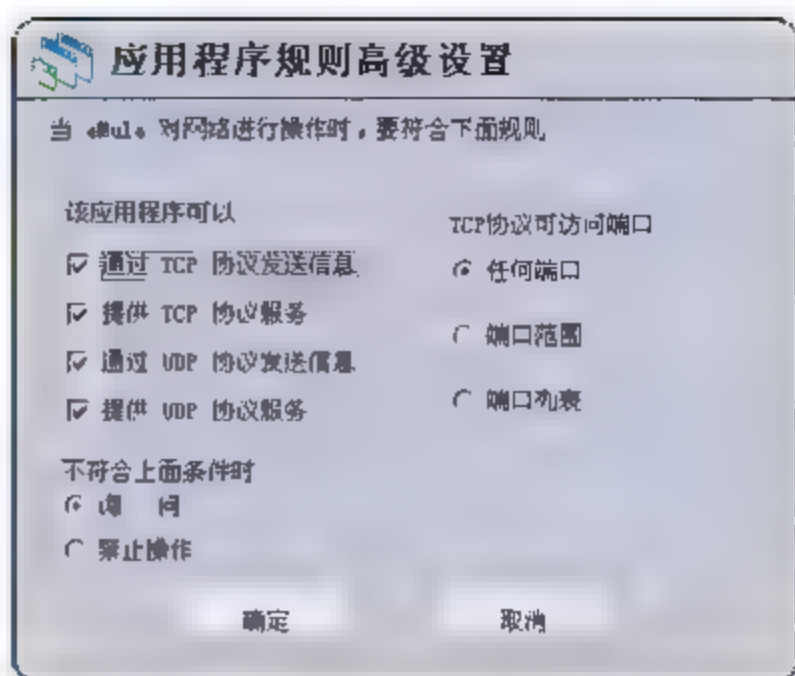 应用程序规则高级设置
当 eMule 对网络进行操作时，要符合下面规则
该应用程序可以
通过 TCP 协议发送信息
提供 TCP 协议服务
通过 UDP 协议发送信息
提供 UDP 协议服务
不符合上面条件时
询 问
禁止操作
TCP协议可访问端口
任何端口
端口范围
端口列表
确定
取消